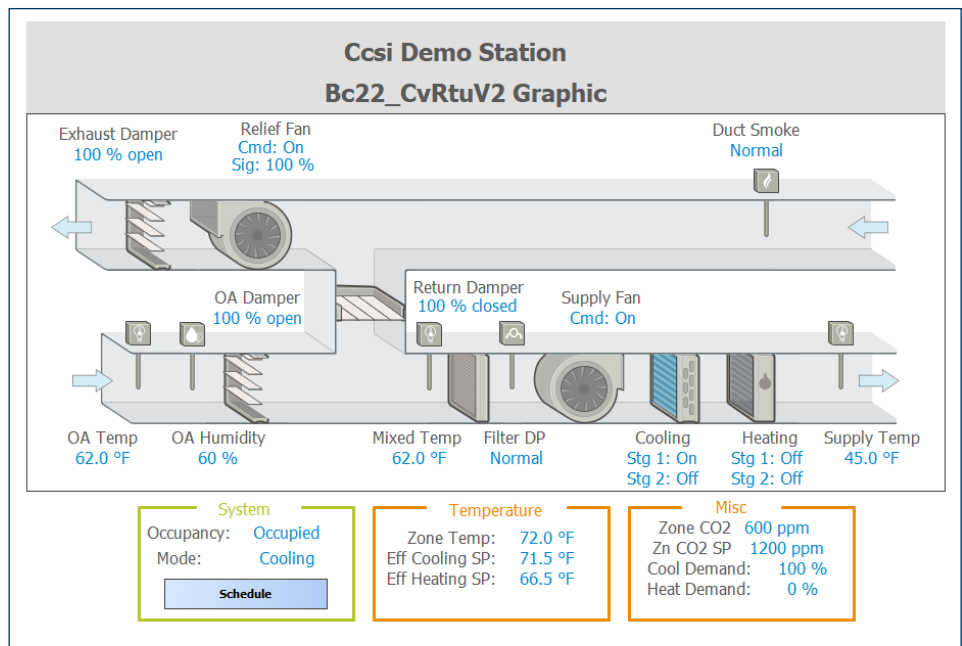 Ccsi Demo Station
Bc22_CvRtuV2 Graphic
Exhaust Damper
100 % open
Relief Fan
Cmd: On
Sig: 100 %
Duct Smoke
Normal
OA Damper
100 % open
Return Damper
100 % closed
Supply Fan
Cmd: On
OA Temp
62.0 °F
OA Humidity
60 %
Mixed Temp
62.0 °F
Filter DP
Normal
Cooling
Stg 1: On
Stg 2: Off
Heating
Stg 1: Off
Stg 2: Off
Supply Temp
45.0 °F
System
Occupancy: Occupied
Mode: Cooling
Schedule
Temperature
Zone Temp: 72.0 °F
Eff Cooling SP: 71.5 °F
Eff Heating SP: 66.5 °F
Misc
Zone CO2 600 ppm
Zn CO2 SP 1200 ppm
Cool Demand: 100 %
Heat Demand: 0 %